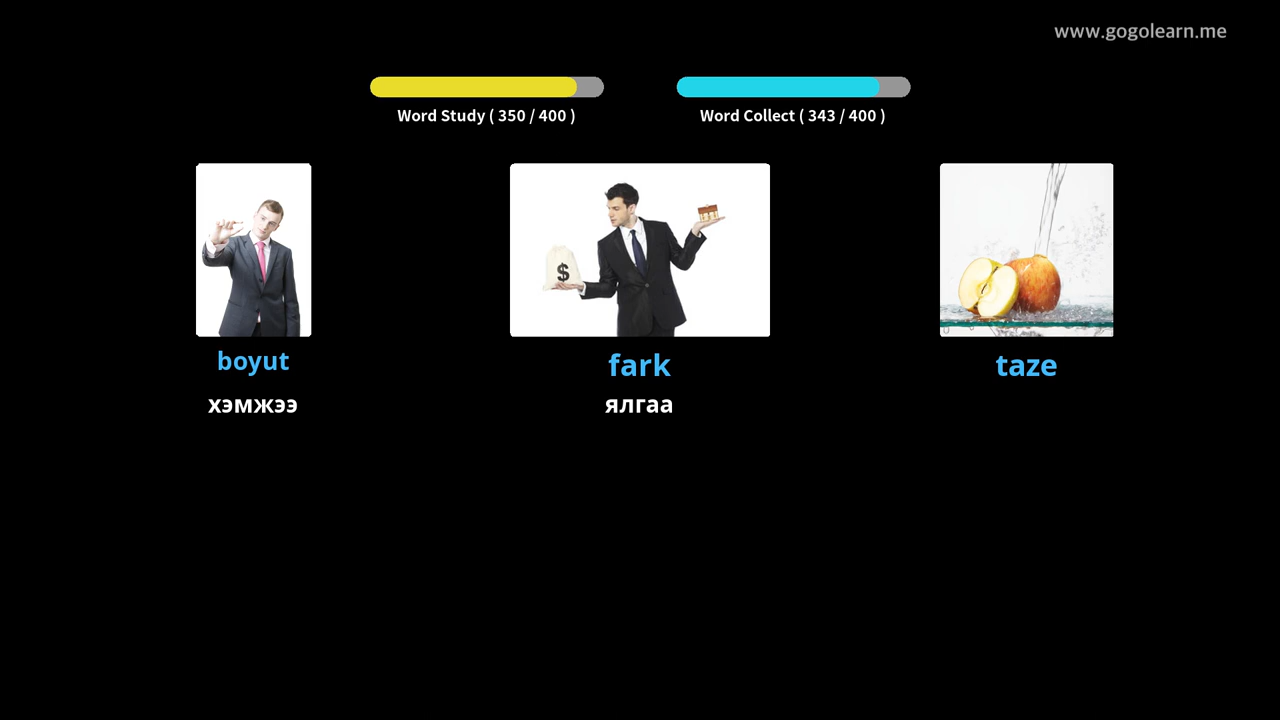 www.gogolearn.me
Word Study ( 350 / 400 )
Word Collect ( 343 / 400 )
$
boyut
fark
taze
хэмжээ
ялгаа